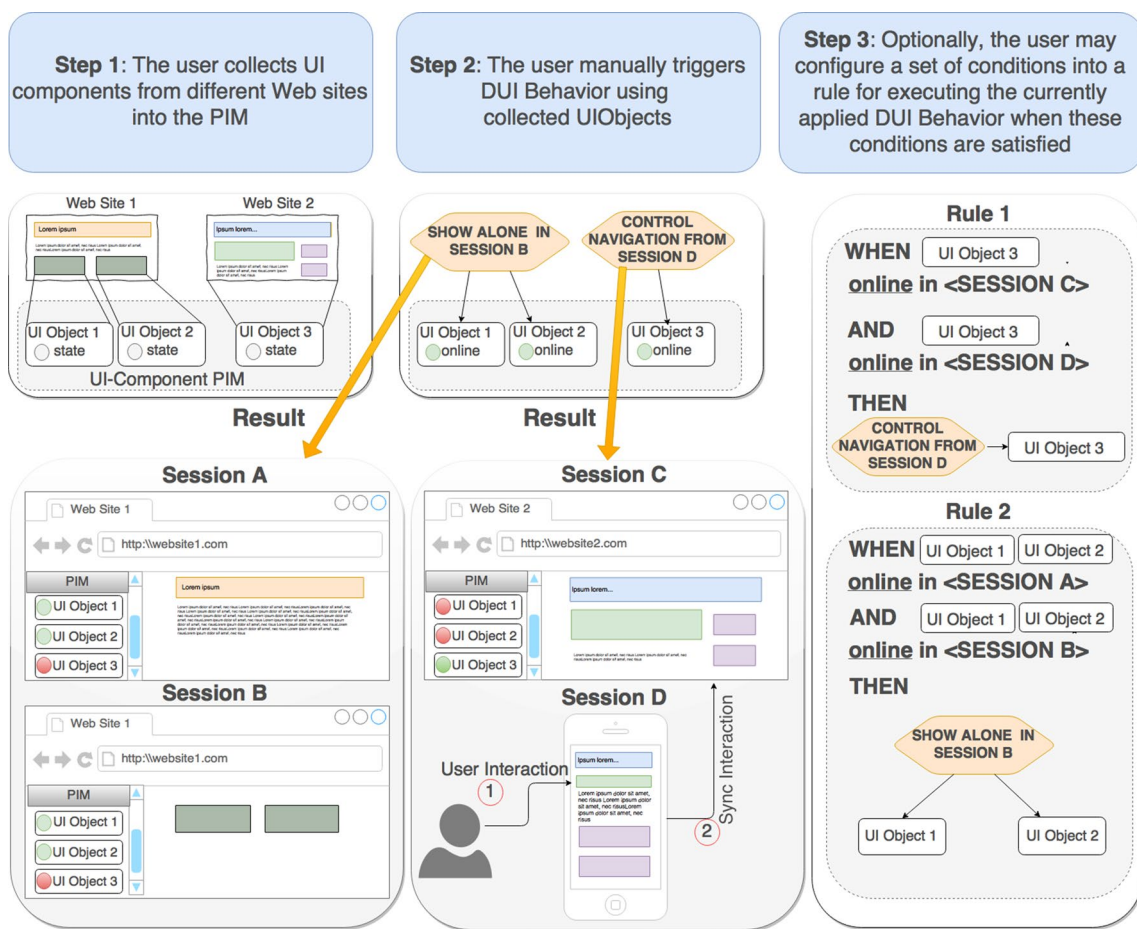 Step 1: The user collects UI
components from different Web sites
into the PIM
Step 2: The user manually triggers
DUI Behavior using
collected UIObjects
Step 3: Optionally, the user may
configure a set of conditions into a
rule for executing the currently
applied DUI Behavior when these
conditions are satisfied
Web Site 1
Web Site 2
Lorem ipsum
Ipsum lorem...
UI Object 1
state
UI Object 2
state
UI Object 3
state
UI-Component PIM
SHOW ALONE IN
SESSION B
CONTROL
NAVIGATION FROM
SESSION D
UI Object 1
online
UI Object 2
online
UI Object 3
online
Result
Result
Session A
Web Site 1
http:\\website1.com
PIM
UI Object 1
UI Object 2
UI Object 3
Lorem ipsum
Session B
Web Site 1
http:\\website1.com
PIM
UI Object 1
UI Object 2
UI Object 3
Session C
Web Site 2
http:\\website2.com
PIM
UI Object 1
UI Object 2
UI Object 3
Ipsum lorem...
Session D
User Interaction
1
Ipsum lorem...
Lorem ipsum dolor sit amet,
nec risus Lorem ipsum dolor
sit amet, nec risusLorem
ipsum dolor sit amet, nec
risus
2
Sync Interaction
Rule 1
WHEN UI Object 3
online in <SESSION C>
AND UI Object 3
online in <SESSION D>
THEN
CONTROL
NAVIGATION FROM
SESSION D
UI Object 3
Rule 2
WHEN UI Object 1 UI Object 2
online in <SESSION A>
AND UI Object 1 UI Object 2
online in <SESSION B>
THEN
SHOW ALONE IN
SESSION B
UI Object 1
UI Object 2